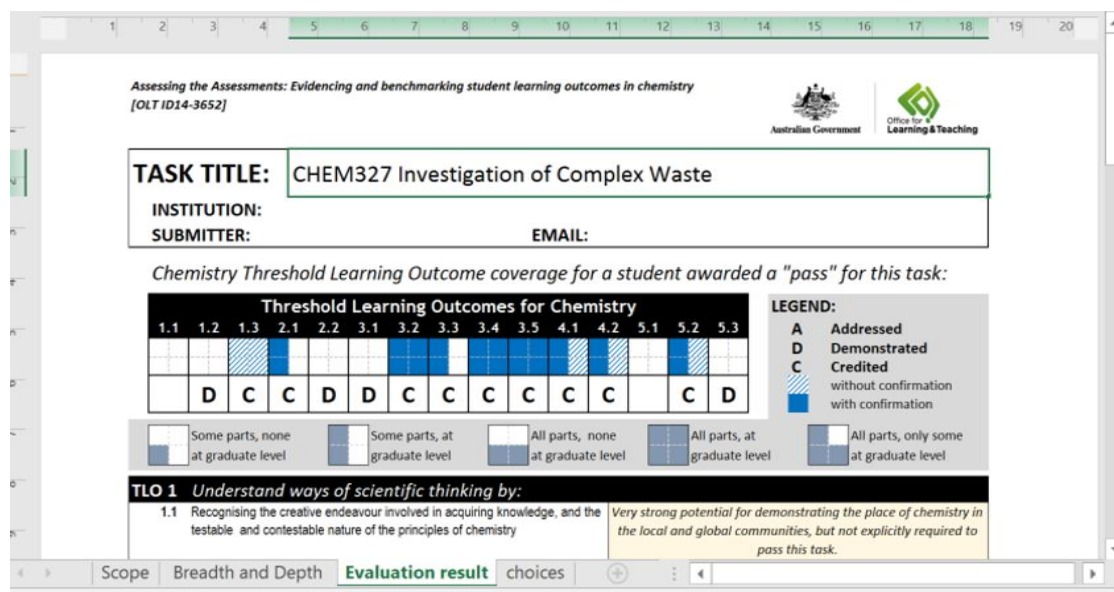 1 2 3 4 5 6 7 8 9 10 11 12 13 14 15 16 17 18 19 20
Assessing the Assessments: Evidencing and benchmarking student learning outcomes in chemistry
[OLT ID14-3652]
Australian Government
Office for
Learning & Teaching
TASK TITLE: CHEM327 Investigation of Complex Waste
INSTITUTION:
SUBMITTER: EMAIL:
Chemistry Threshold Learning Outcome coverage for a student awarded a "pass" for this task:
Threshold Learning Outcomes for Chemistry
1.1 1.2 1.3 2.1 2.2 3.1 3.2 3.3 3.4 3.5 4.1 4.2 5.1 5.2 5.3
D C C D D C C C C C C C D
LEGEND:
A Addressed
D Demonstrated
C Credited
without confirmation
with confirmation
Some parts, none
at graduate level
Some parts, at
graduate level
All parts, none
at graduate level
All parts, at
graduate level
All parts, only some
at graduate level
TLO 1 Understand ways of scientific thinking by:
1.1 Recognising the creative endeavour involved in acquiring knowledge, and the
testable and contestable nature of the principles of chemistry
Very strong potential for demonstrating the place of chemistry in
the local and global communities, but not explicitly required to
pass this task.
Scope Breadth and Depth Evaluation result choices